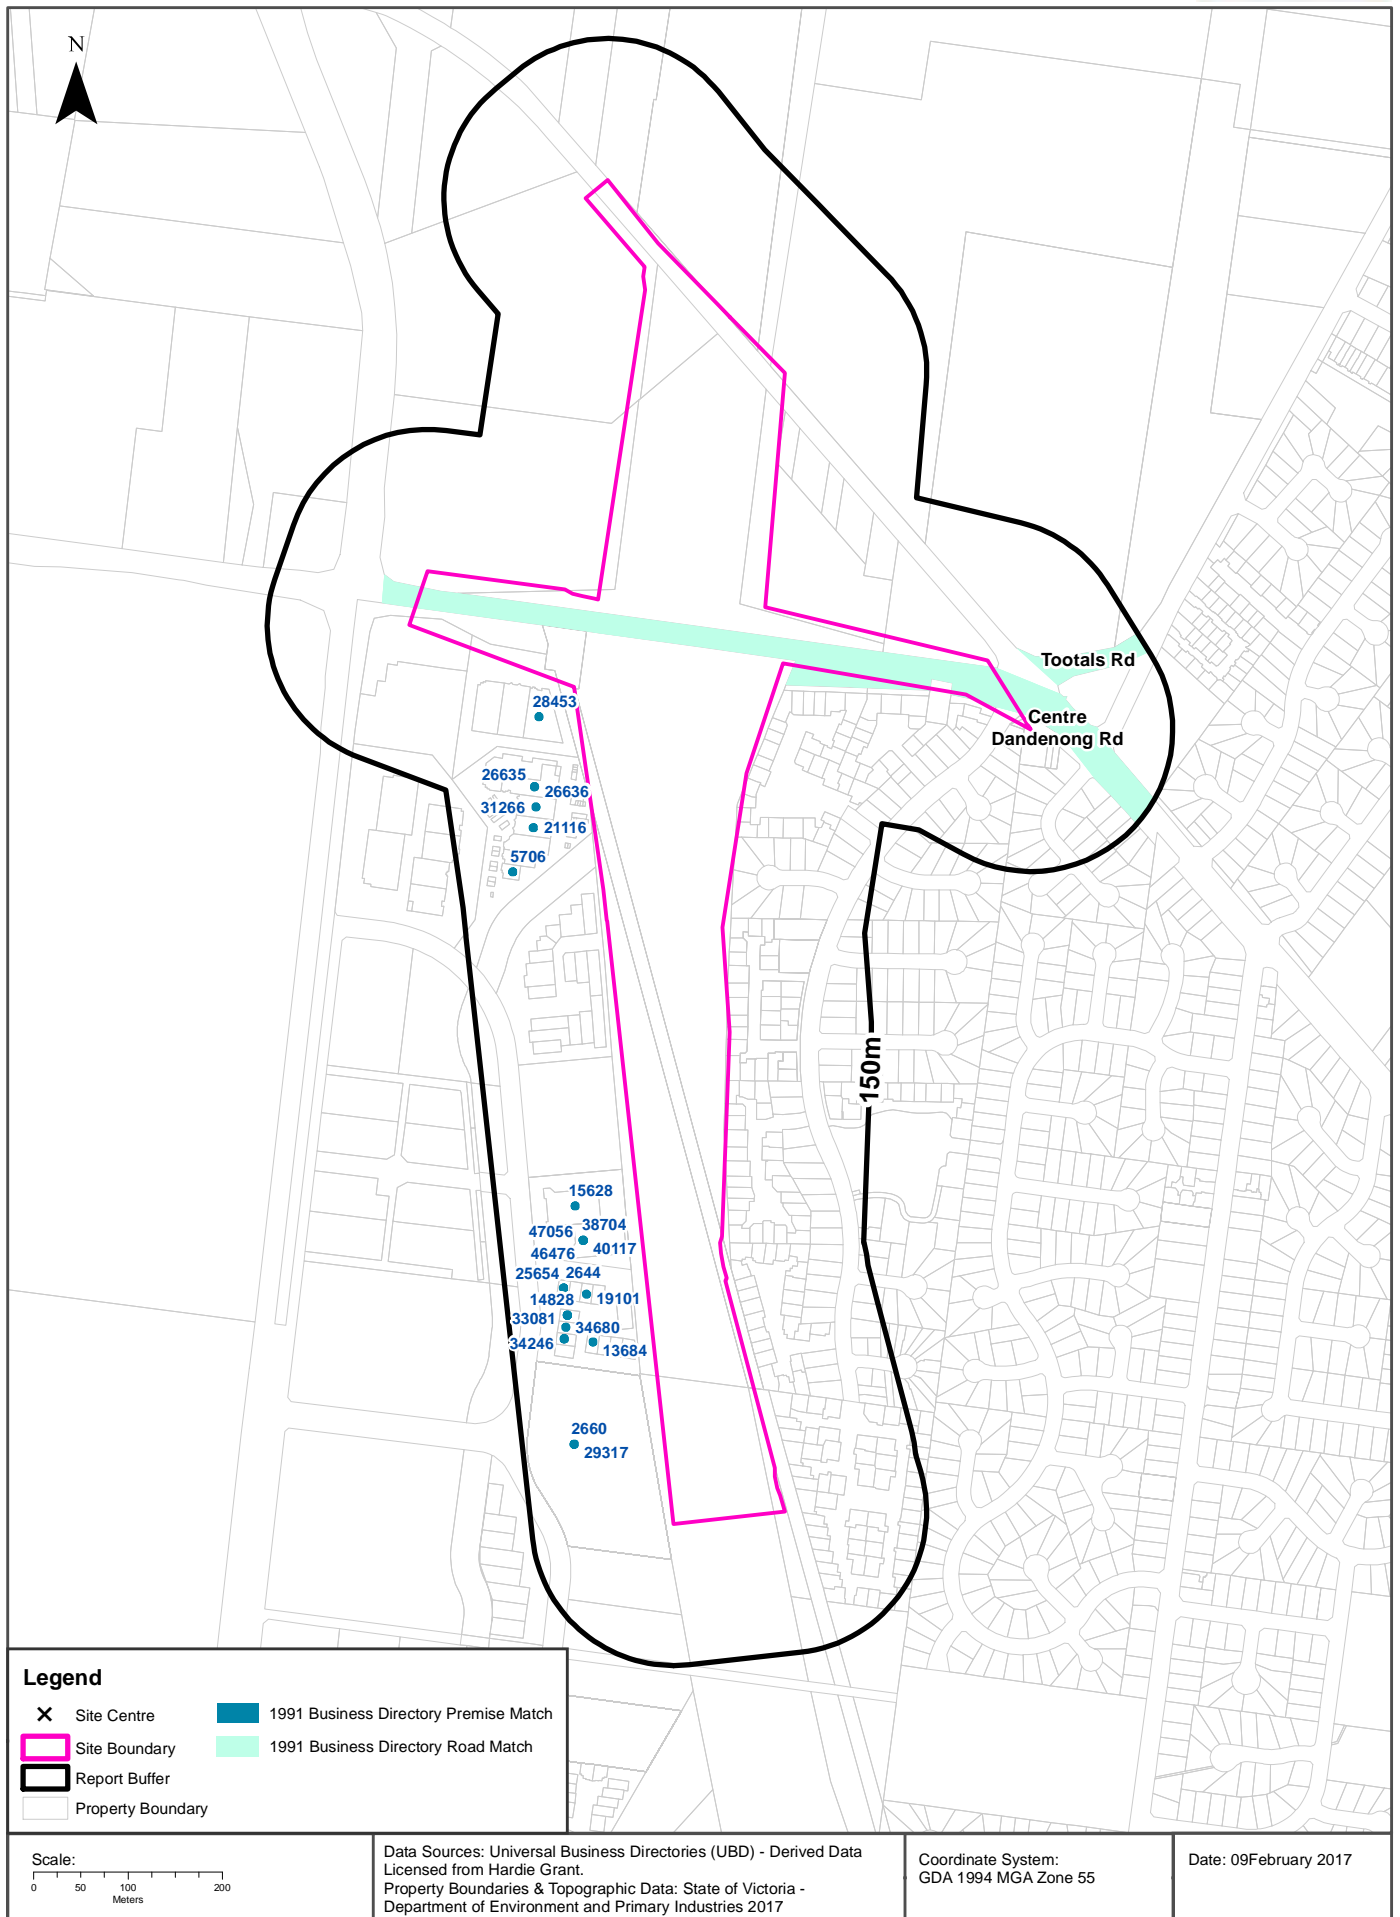 N
Tootals Rd
Centre
Dandenong Rd
28453
26635
26636
31266
21116
5706
150m
15628
38704
47056
40117
46476
25654 2644
14828
19101
33081
34680
34246
13684
2660
29317
Legend
Site Centre
1991 Business Directory Premise Match
Site Boundary
1991 Business Directory Road Match
Report Buffer
Property Boundary
Scale:
0 50 100 200
Meters
Data Sources: Universal Business Directories (UBD) - Derived Data
Licensed from Hardie Grant.
Property Boundaries & Topographic Data: State of Victoria -
Department of Environment and Primary Industries 2017
Coordinate System:
GDA 1994 MGA Zone 55
Date: 09February 2017